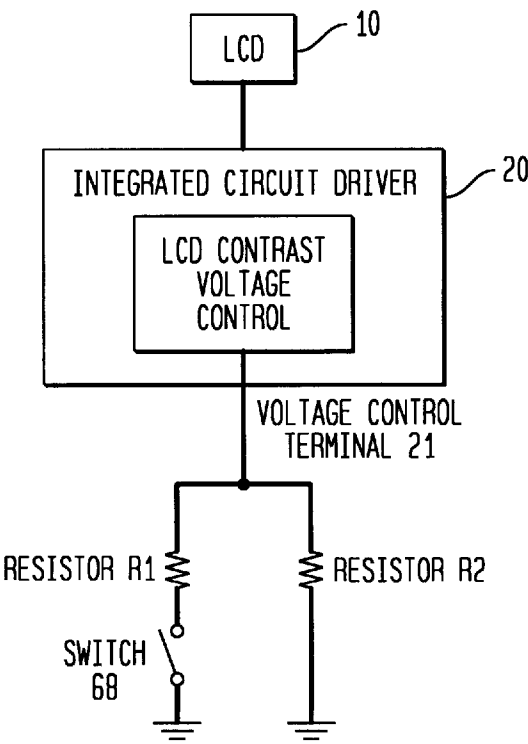 LCD
10
INTEGRATED CIRCUIT DRIVER
20
LCD CONTRAST
VOLTAGE
CONTROL
VOLTAGE CONTROL
TERMINAL 21
RESISTOR R1
RESISTOR R2
SWITCH
68